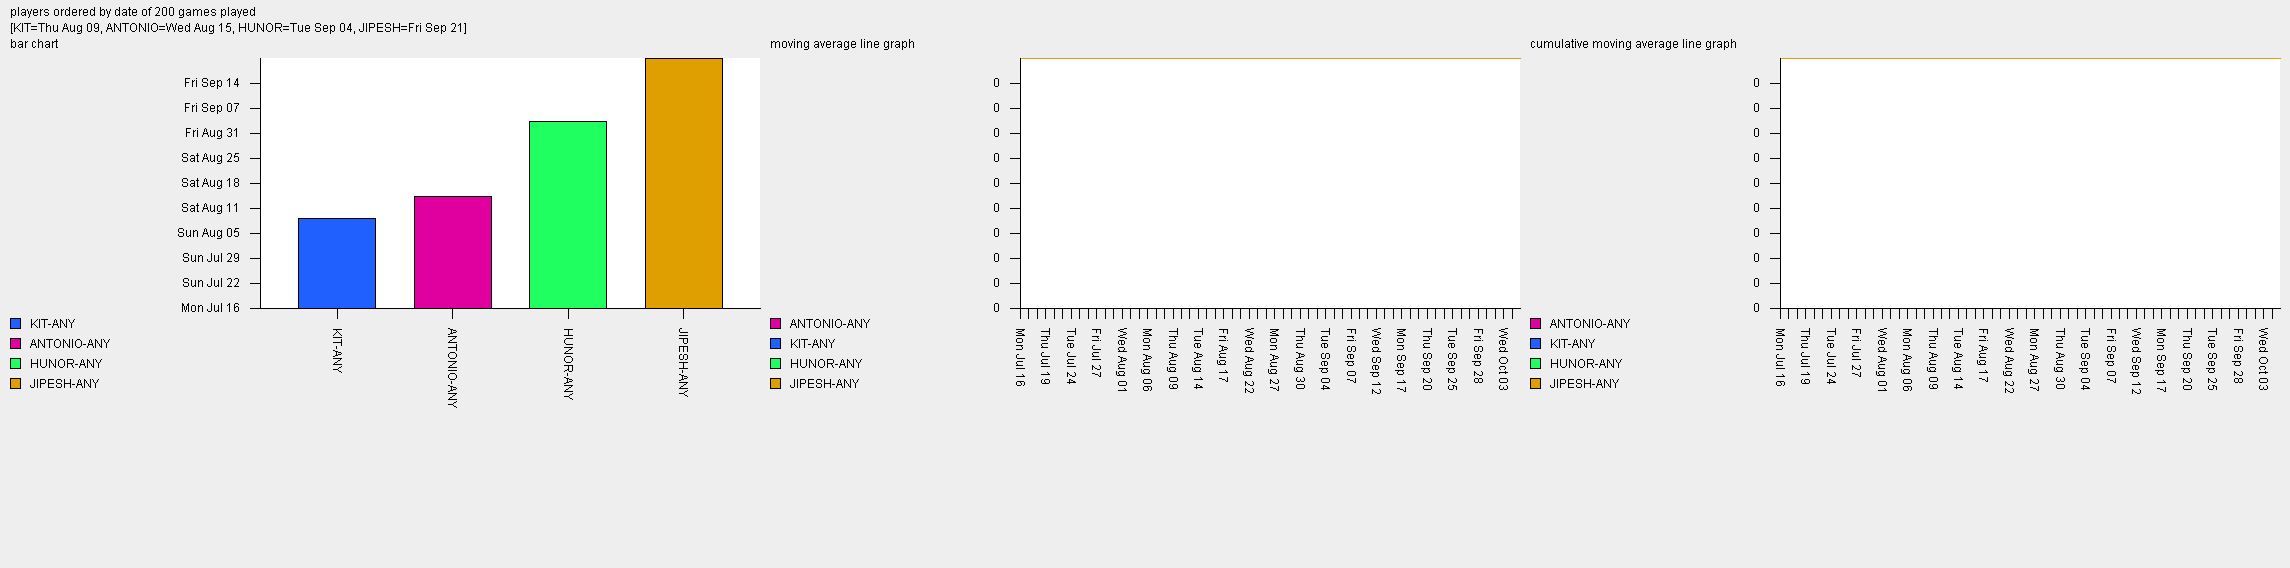 players ordered by date of 200 games played
[KIT=Thu Aug 09, ANTONIO=Wed Aug 15, HUNOR=Tue Sep 04, JIPESH=Fri Sep 21]
bar chart
Fri Sep 14
Fri Sep 07
Fri Aug 31
Sat Aug 25
Sat Aug 18
Sat Aug 11
Sun Aug 05
Sun Jul 29
Sun Jul 22
Mon Jul 16
KIT-ANY
ANTONIO-ANY
HUNOR-ANY
JIPESH-ANY
KIT-ANY
ANTONIO-ANY
HUNOR-ANY
JIPESH-ANY
moving average line graph
0
0
0
0
0
0
0
0
0
0
Mon Jul 16
Thu Jul 19
Tue Jul 24
Fri Jul 27
Wed Aug 01
Mon Aug 06
Thu Aug 09
Tue Aug 14
Fri Aug 17
Wed Aug 22
Mon Aug 27
Thu Aug 30
Tue Sep 04
Fri Sep 07
Wed Sep 12
Mon Sep 17
Thu Sep 20
Tue Sep 25
Fri Sep 28
Wed Oct 03
ANTONIO-ANY
KIT-ANY
HUNOR-ANY
JIPESH-ANY
cumulative moving average line graph
0
0
0
0
0
0
0
0
0
0
Mon Jul 16
Thu Jul 19
Tue Jul 24
Fri Jul 27
Wed Aug 01
Mon Aug 06
Thu Aug 09
Tue Aug 14
Fri Aug 17
Wed Aug 22
Mon Aug 27
Thu Aug 30
Tue Sep 04
Fri Sep 07
Wed Sep 12
Mon Sep 17
Thu Sep 20
Tue Sep 25
Fri Sep 28
Wed Oct 03
ANTONIO-ANY
KIT-ANY
HUNOR-ANY
JIPESH-ANY